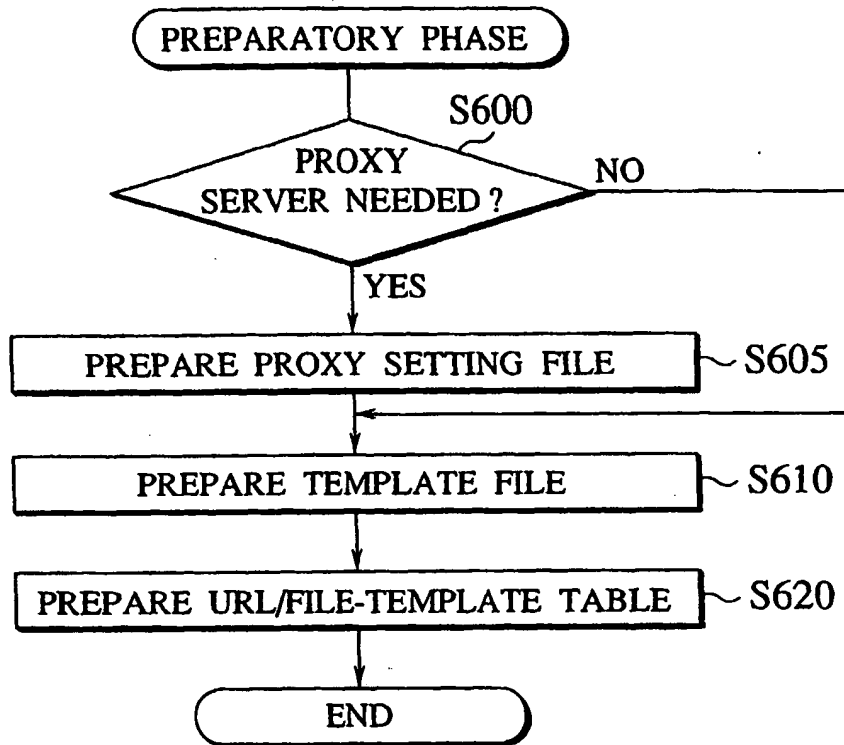 PREPARATORY PHASE
S600
PROXY
SERVER NEEDED ?
NO
YES
PREPARE PROXY SETTING FILE
S605
PREPARE TEMPLATE FILE
S610
PREPARE URL/FILE-TEMPLATE TABLE
S620
END